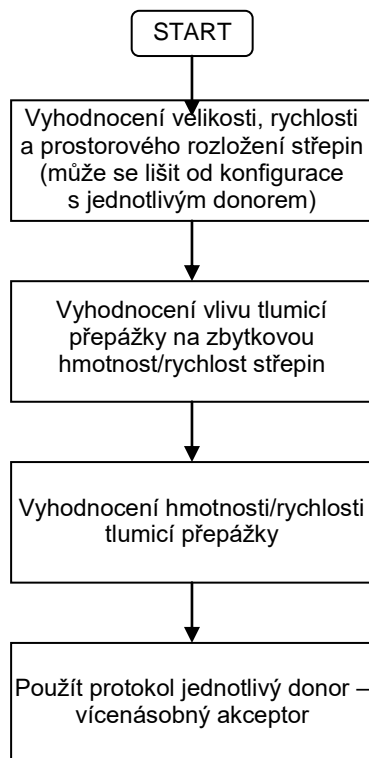 START
Vyhodnocení velikosti, rychlosti
a prostorového rozložení střepin
(může se lišit od konfigurace
s jednotlivým donorem)
Vyhodnocení vlivu tlumicí
přepážky na zbytkovou
hmotnost/rychlost střepin
Vyhodnocení hmotnosti/rychlosti
tlumicí přepážky
Použít protokol jednotlivý donor –
vícenásobný akceptor